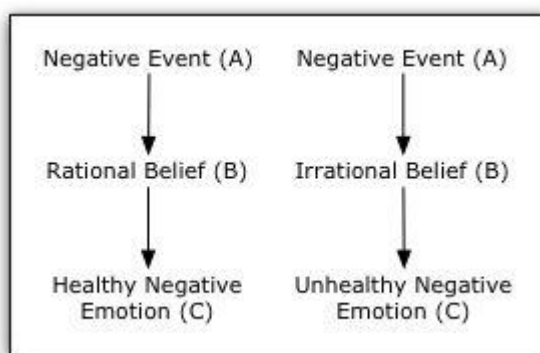 Negative Event (A)
Negative Event (A)
Rational Belief (B)
Irrational Belief (B)
Healthy Negative
Emotion (C)
Unhealthy Negative
Emotion (C)